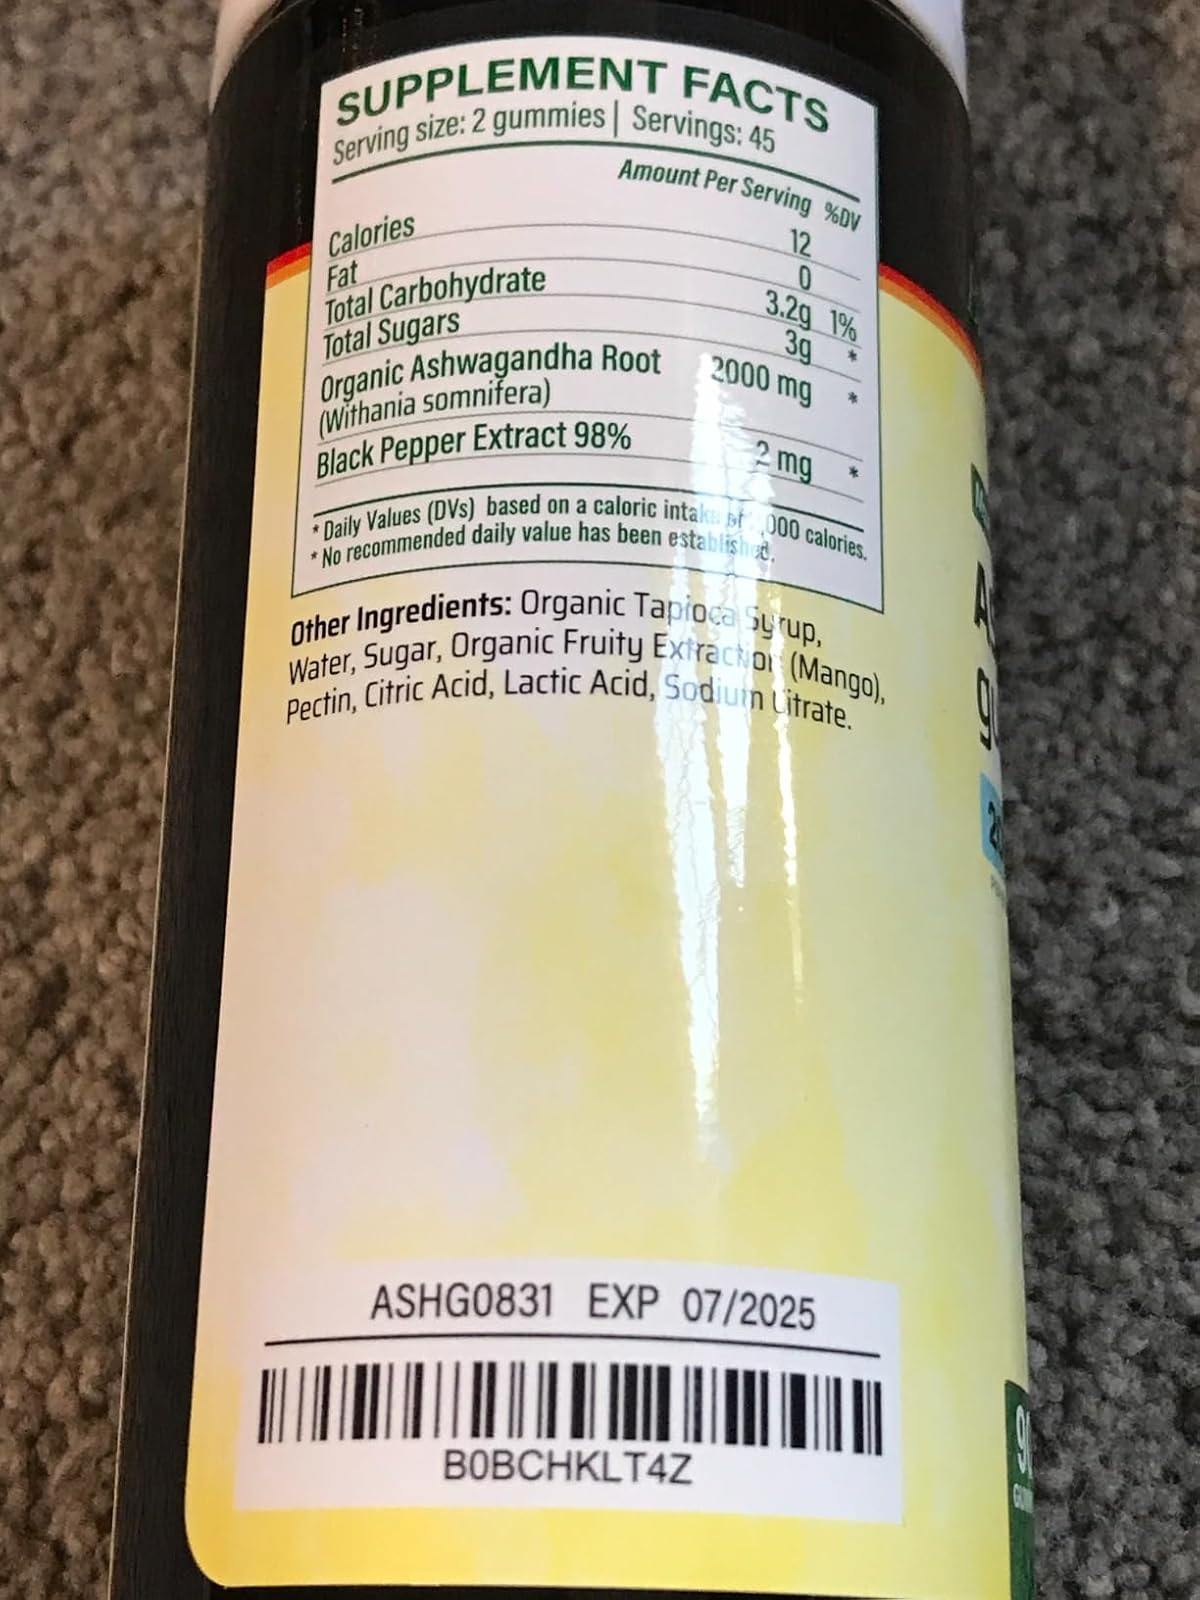 SUPPLEMENT FACTS
Serving size: 2 gummies | Servings: 45
Amount Per Serving %DV
Calories 12
Fat 0
Total Carbohydrate 3.2g 1%
Total Sugars 3g *
Organic Ashwagandha Root 2000 mg *
(Withania somnifera)
Black Pepper Extract 98% 2 mg *
* Daily Values (DVs) based on a caloric intake of 000 calories.
* No recommended daily value has been established.
Other Ingredients: Organic Tapioca Syrup,
Water, Sugar, Organic Fruity Extraction (Mango),
Pectin, Citric Acid, Lactic Acid, Sodium Citrate.
ASHG0831 EXP 07/2025
B0BCHKLT4Z